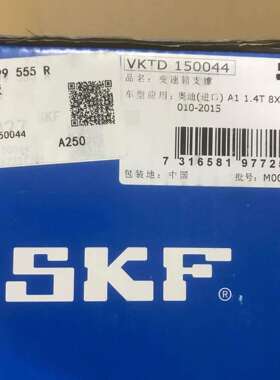 99 555 R
VKTD 150044
品名: 变速箱支撑
车型应用: 奥迪(进口) A1 1.4T 8X
010-2015
SKF
50044
A250
7 316581 9772
包装地: 中国
批号: M00
SKF
®